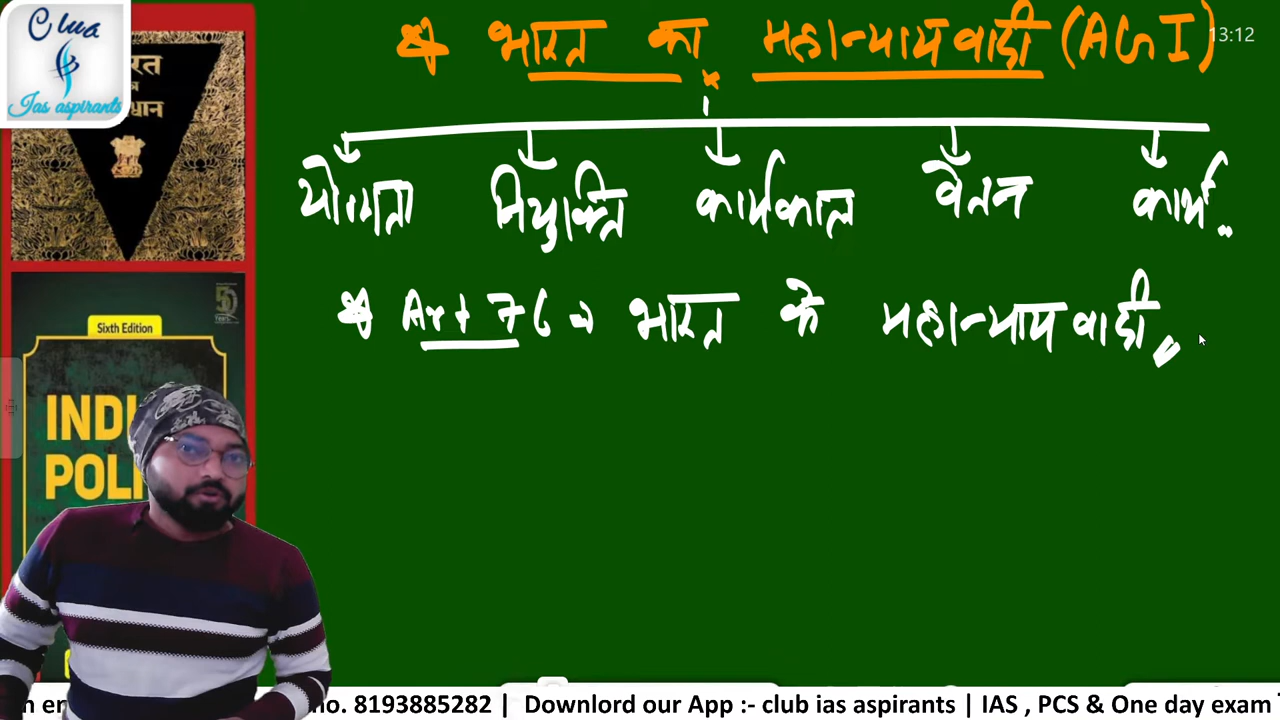 Club
Ias aspirants
भारत का महान्यायवादी (AGI)
13:12
योग्यता नियुक्ति कार्यकाल वेतन कार्य
Art 76 → भारत के महान्यायवादी
Sixth Edition
INDI
POLI
no. 8193885282 | Downlord our App :- club ias aspirants | IAS , PCS & One day exam